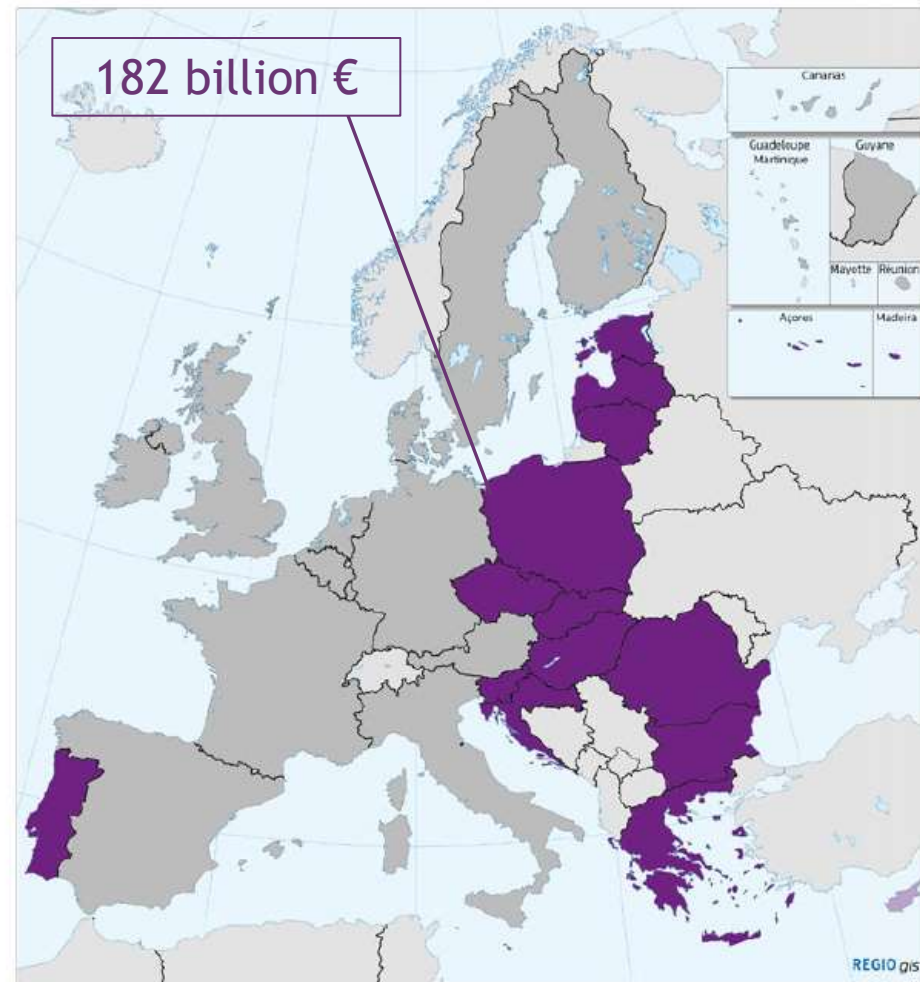 182 billion €
Canarias
Guadeloupe
Martinique
Guyane
Mayotte
Réunion
Açores
Madeira
REGIO gis